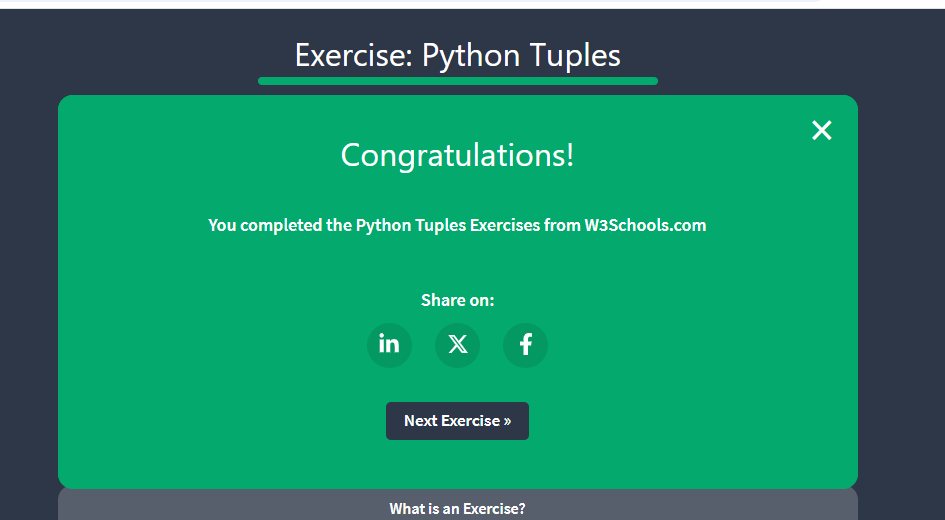 Exercise: Python Tuples
Congratulations!
You completed the Python Tuples Exercises from W3Schools.com
Share on:
Next Exercise »
What is an Exercise?